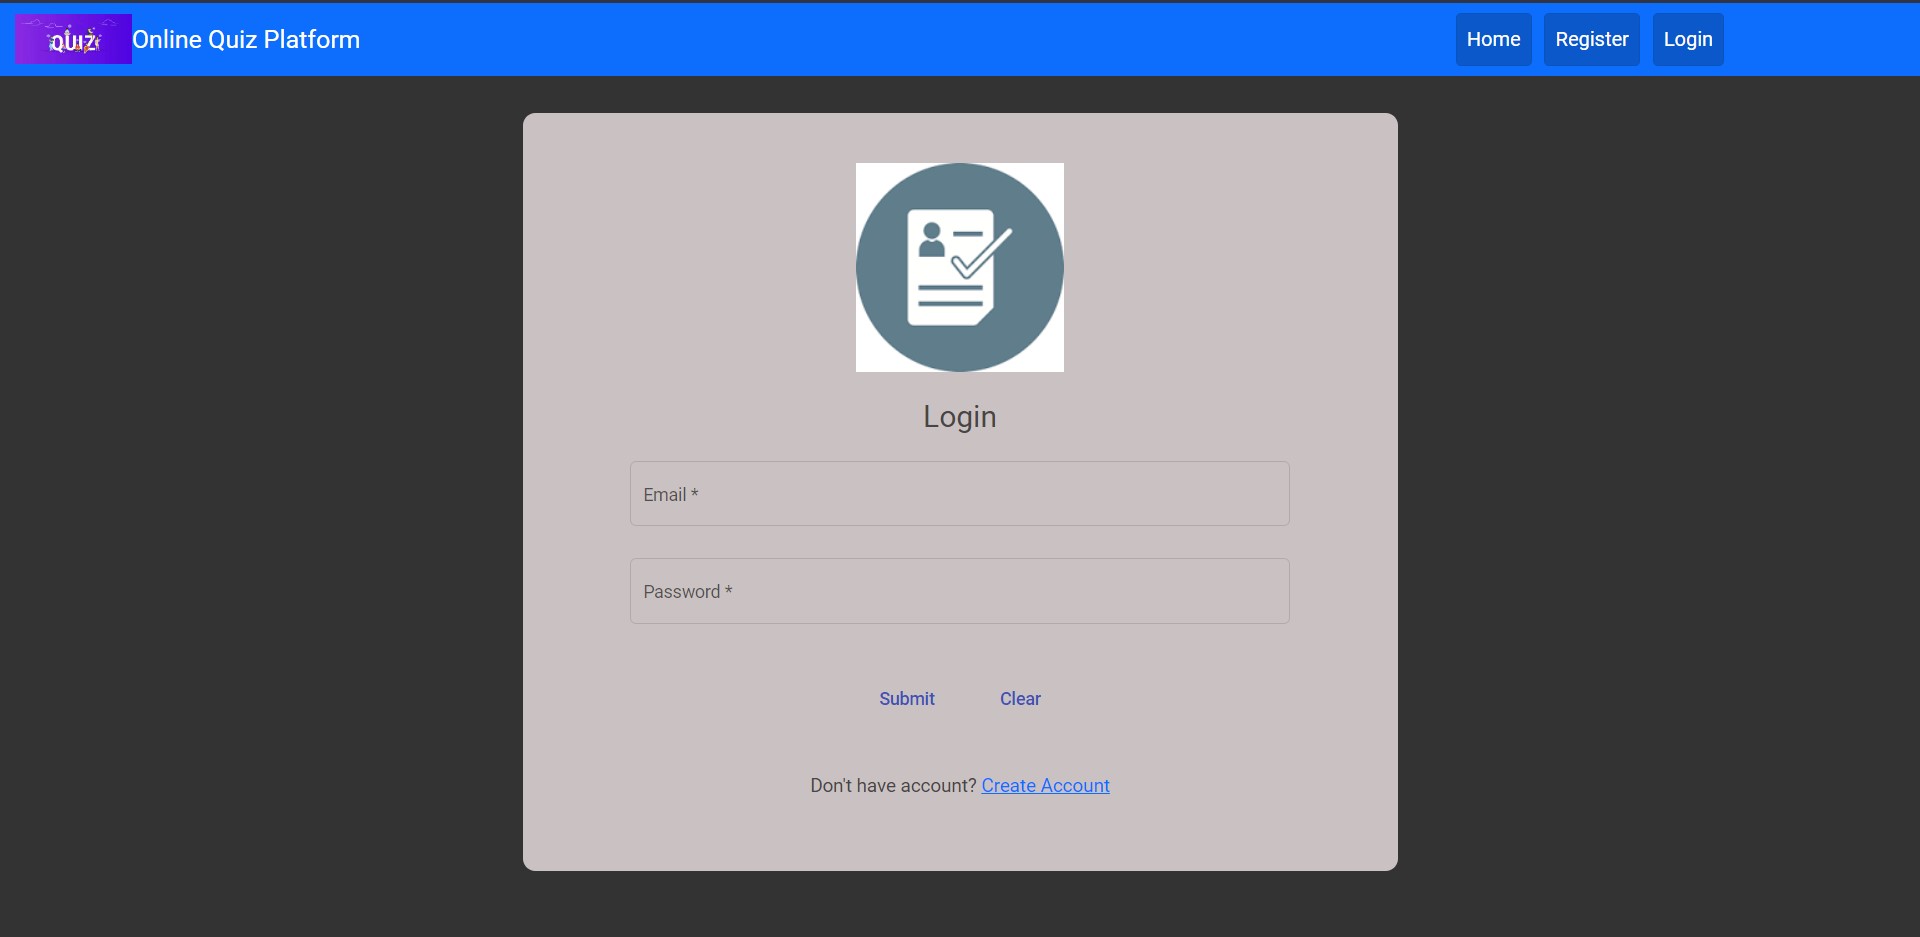 QUIZ Online Quiz Platform Home Register Login
Login
Email *
Password *
Submit Clear
Don't have account? Create Account